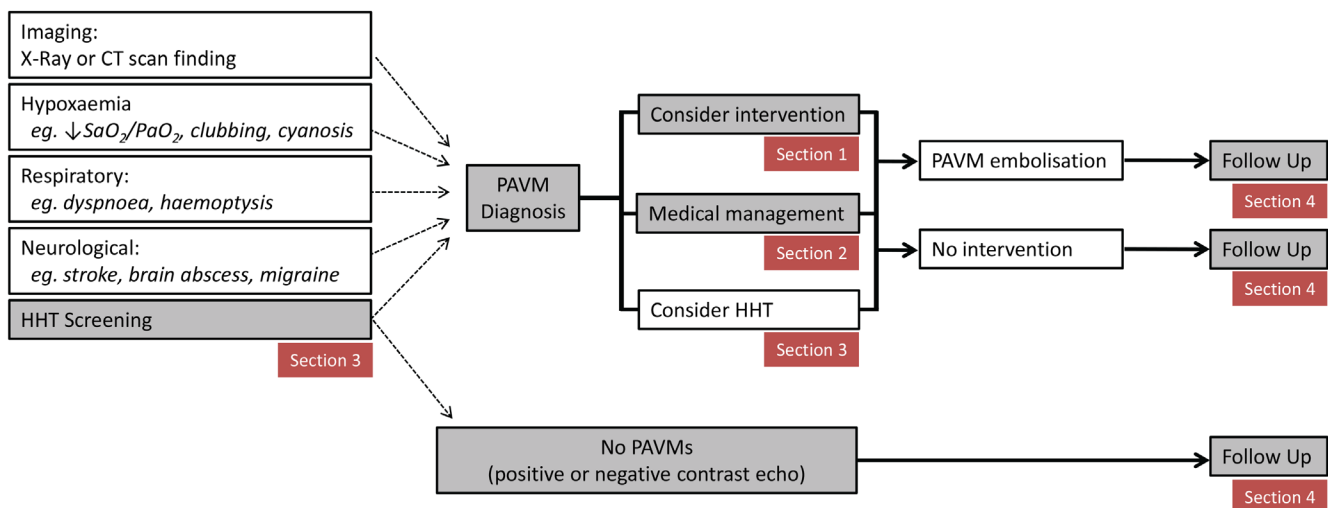 Imaging:
X-Ray or CT scan finding
Hypoxaemia
eg. ↓SaO₂/PaO₂, clubbing, cyanosis
Respiratory:
eg. dyspnoea, haemoptysis
Neurological:
eg. stroke, brain abscess, migraine
HHT Screening
Section 3
PAVM
Diagnosis
Consider intervention
Section 1
Medical management
Section 2
Consider HHT
Section 3
PAVM embolisation
Follow Up
Section 4
No intervention
Follow Up
Section 4
No PAVMs
(positive or negative contrast echo)
Follow Up
Section 4